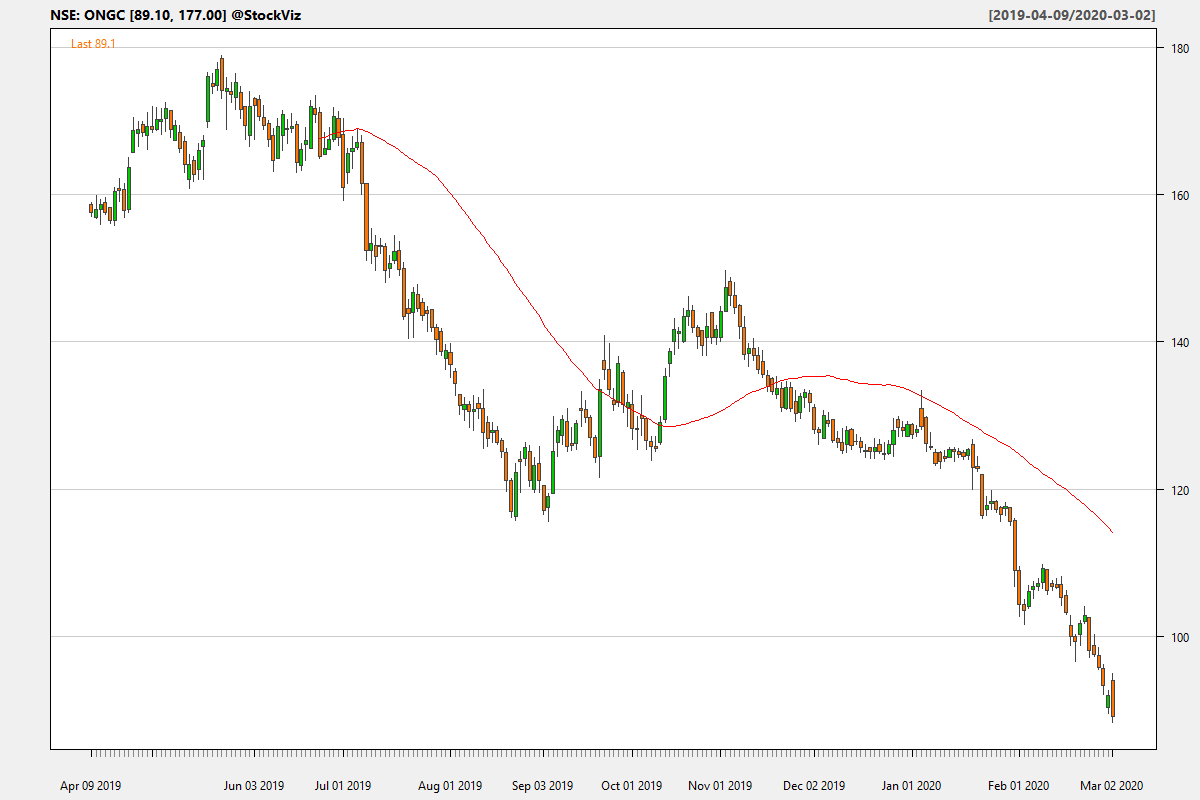 NSE: ONGC [89.10, 177.00] @StockViz
[2019-04-09/2020-03-02]
Last 89.1
180
160
140
120
100
Apr 09 2019
Jun 03 2019
Jul 01 2019
Aug 01 2019
Sep 03 2019
Oct 01 2019
Nov 01 2019
Dec 02 2019
Jan 01 2020
Feb 01 2020
Mar 02 2020